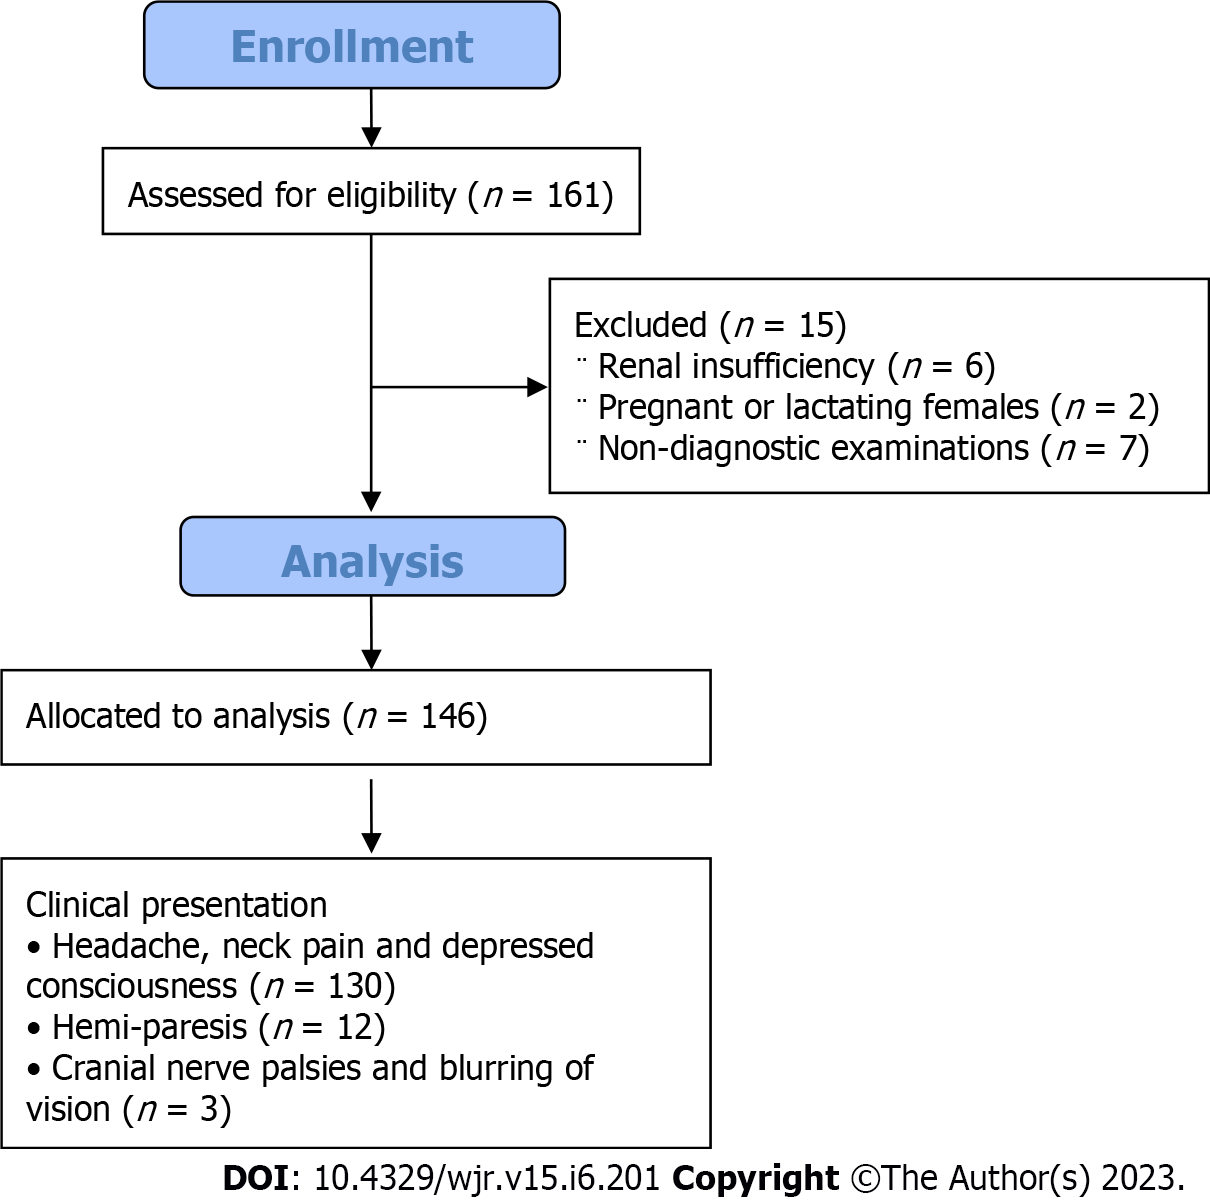 Enrollment
Assessed for eligibility (n = 161)
Excluded (n = 15)
¨ Renal insufficiency (n = 6)
¨ Pregnant or lactating females (n = 2)
¨ Non-diagnostic examinations (n = 7)
Analysis
Allocated to analysis (n = 146)
Clinical presentation
• Headache, neck pain and depressed
consciousness (n = 130)
• Hemi-paresis (n = 12)
• Cranial nerve palsies and blurring of
vision (n = 3)
DOI: 10.4329/wjr.v15.i6.201 Copyright ©The Author(s) 2023.